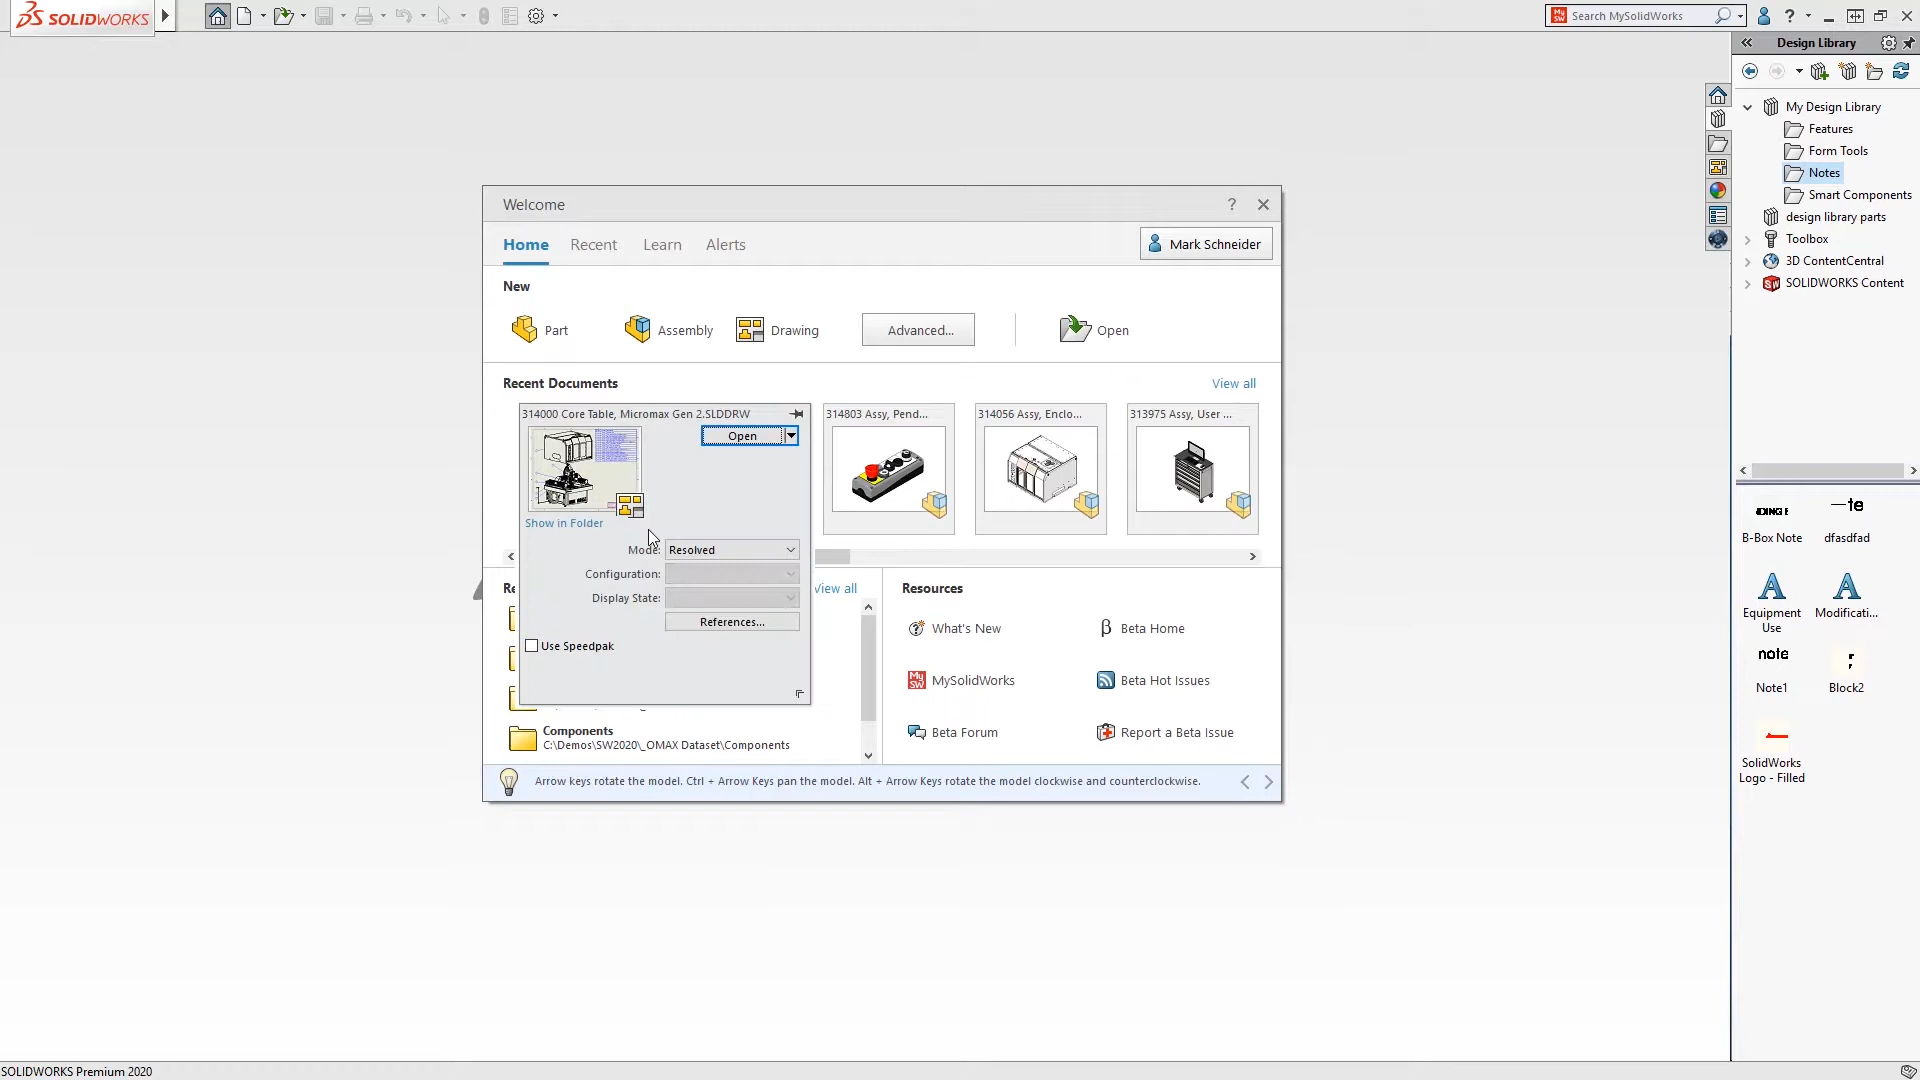 SOLIDWORKS
Search MySolidWorks
?
Design Library
My Design Library
Features
Form Tools
Notes
Smart Components
design library parts
Toolbox
3D ContentCentral
SOLIDWORKS Content
Welcome
?
Home Recent Learn Alerts
Mark Schneider
New
Part Assembly Drawing Advanced... Open
Recent Documents View all
314000 Core Table, Micromax Gen 2.SLDDRW
Open
314803 Assy, Pend...
314056 Assy, Enclo...
313975 Assy, User ...
Show in Folder
Mode: Resolved
Configuration:
Display State:
References...
Use Speedpak
View all
Components
C:\Demos\SW2020\_OMAX Dataset\Components
Resources
What's New
β Beta Home
MySolidWorks
Beta Hot Issues
Beta Forum
Report a Beta Issue
Arrow keys rotate the model. Ctrl + Arrow Keys pan the model. Alt + Arrow Keys rotate the model clockwise and counterclockwise.
B-Box Note
te
dfasdfad
Equipment
Use
Modificati...
note
Note1
;
Block2
SolidWorks
Logo - Filled
SOLIDWORKS Premium 2020